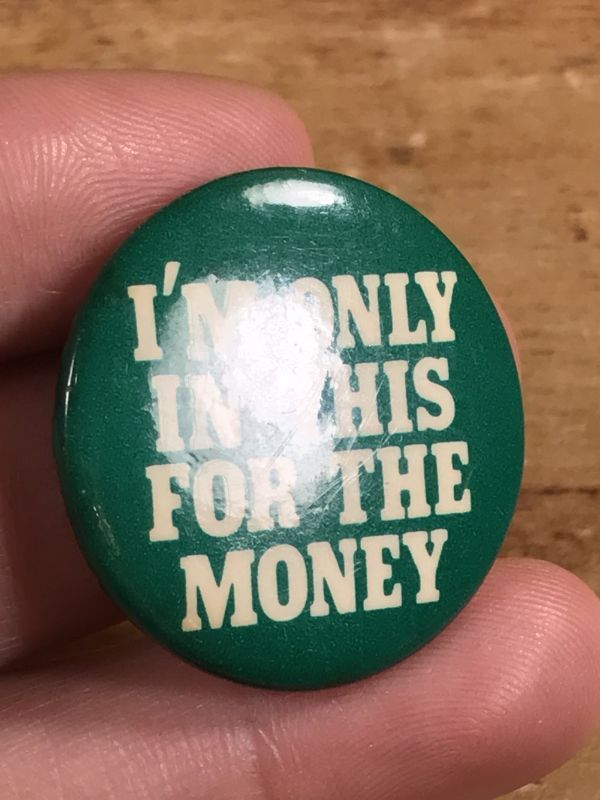 I'M ONLY
IN THIS
FOR THE
MONEY